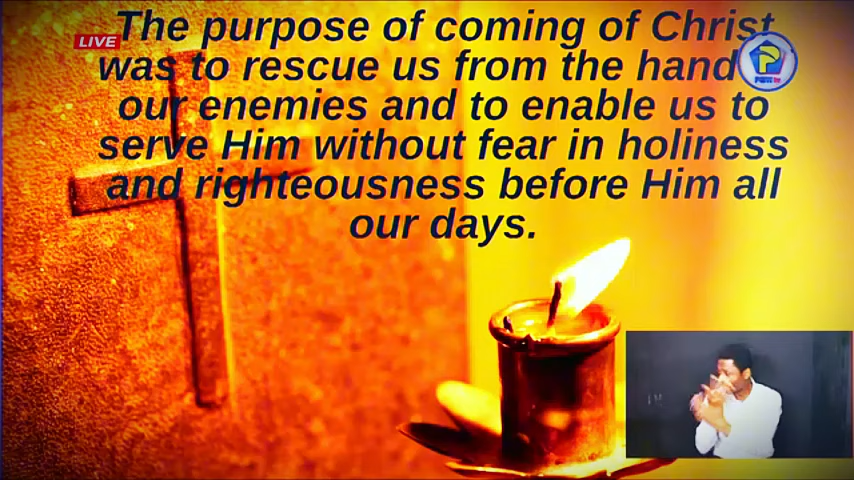 LIVE
The purpose of coming of Christ
was to rescue us from the hand
our enemies and to enable us to
serve Him without fear in holiness
and righteousness before Him all
our days.